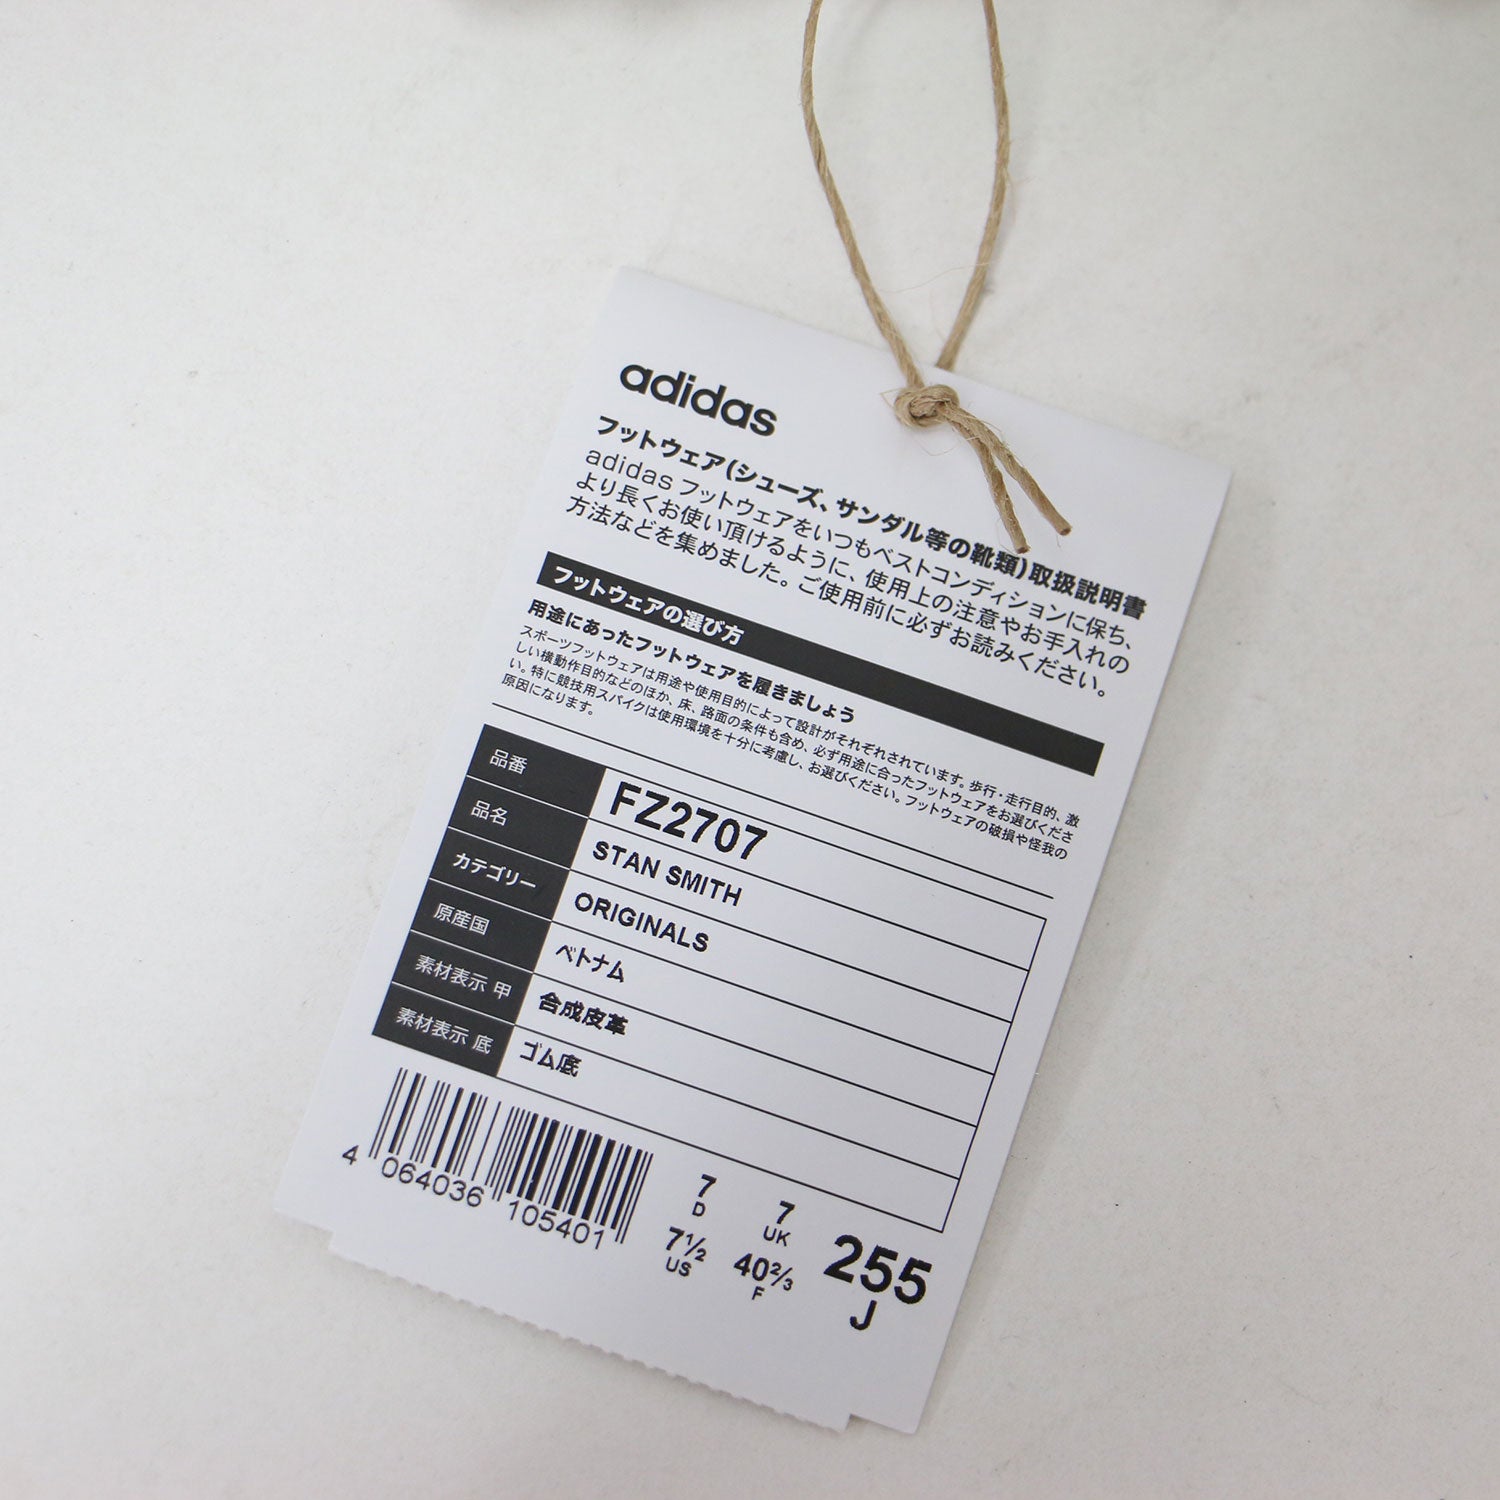 adidas
フットウェア(シューズ、サンダル等の靴類)取扱説明書
adidas フットウェアをいつもベストコンディションに保ち、
より長くお使い頂けるように、使用上の注意やお手入れの
方法などを集めました。ご使用前に必ずお読みください。
フットウェアの選び方
用途にあったフットウェアを履きましょう
スポーツフットウェアは用途や使用目的によって設計がそれぞれされています。歩行・走行目的、激
しい横動作目的などのほか、床、路面の条件も含め、必ず用途に合ったフットウェアをお選びくださ
い。特に競技用スパイクは使用環境を十分に考慮し、お選びください。フットウェアの破損や怪我の
原因になります。
品番 FZ2707
品名 STAN SMITH
カテゴリー ORIGINALS
原産国 ベトナム
素材表示 甲 合成皮革
素材表示 底 ゴム底
4 064036 105401
7 D 7 UK
7½ US 40⅔ F
255 J